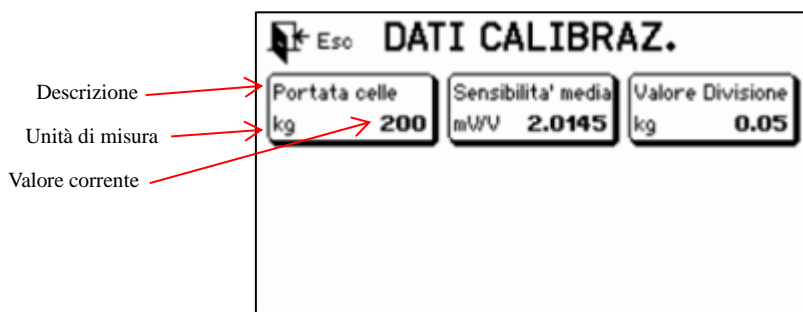 Esc DATI CALIBRAZ.
Descrizione
Unità di misura
Valore corrente
Portata celle
kg 200
Sensibilita' media
mV/V 2.0145
Valore Divisione
kg 0.05